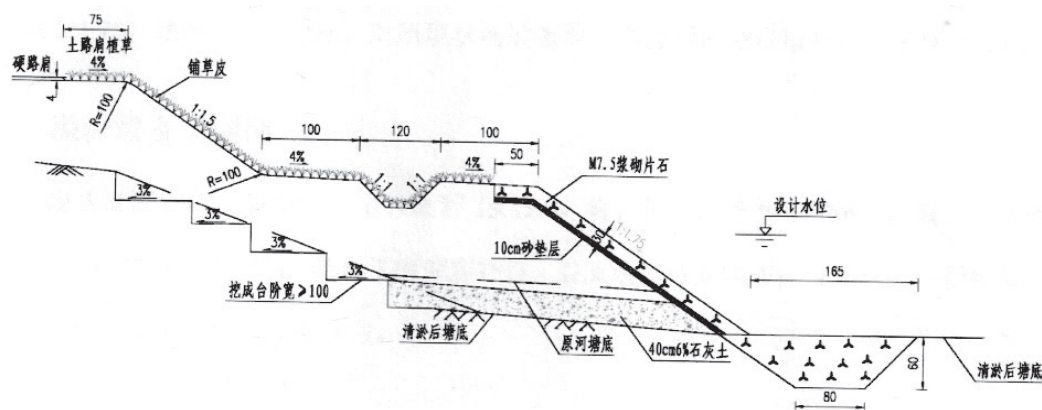 75
土路肩植草
硬路肩
4%
铺草皮
4
R=100
1:1.5
100
120
100
4%
4%
50
R=100
1:1
1:1
M7.5浆砌片石
3%
3%
3%
3%
设计水位
1:1.75
30
10cm砂垫层
165
挖成台阶宽≥100
清淤后塘底
原河塘底
40cm6%石灰土
60
80
清淤后塘底